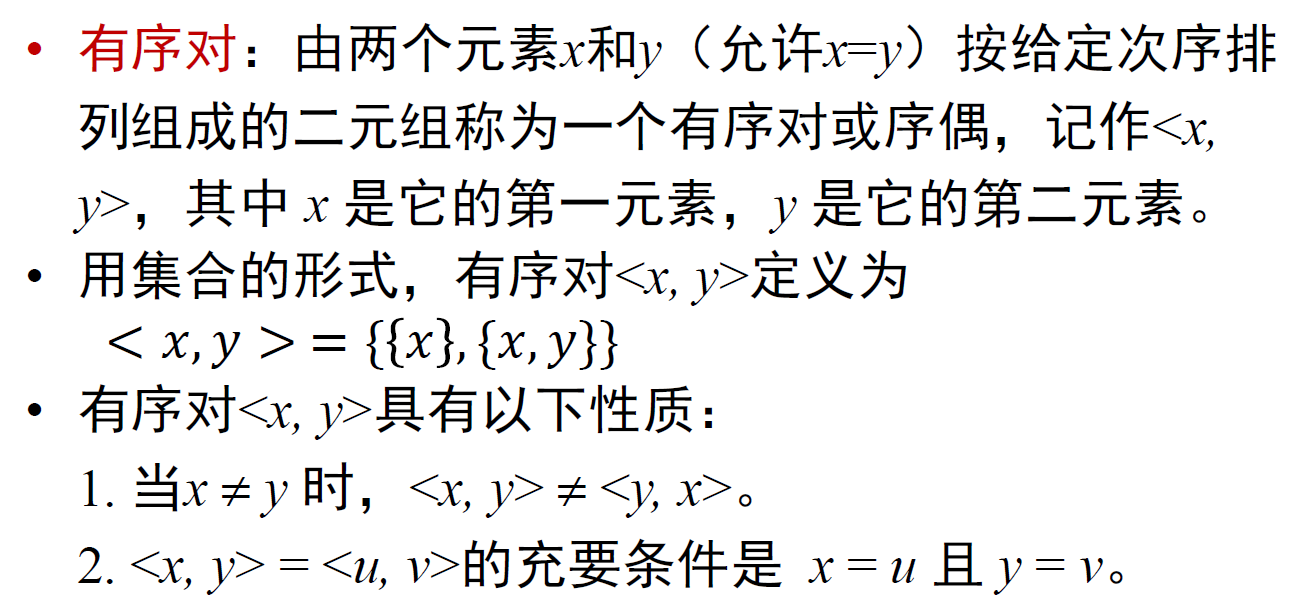 • 有序对：由两个元素x和y（允许x=y）按给定次序排
列组成的二元组称为一个有序对或序偶，记作<x,
y>，其中 x 是它的第一元素，y 是它的第二元素。
• 用集合的形式，有序对<x, y>定义为
< x, y > = {{x}, {x, y}}
• 有序对<x, y>具有以下性质：
1. 当x ≠ y 时，<x, y> ≠ <y, x>。
2. <x, y> = <u, v>的充要条件是 x = u 且 y = v。